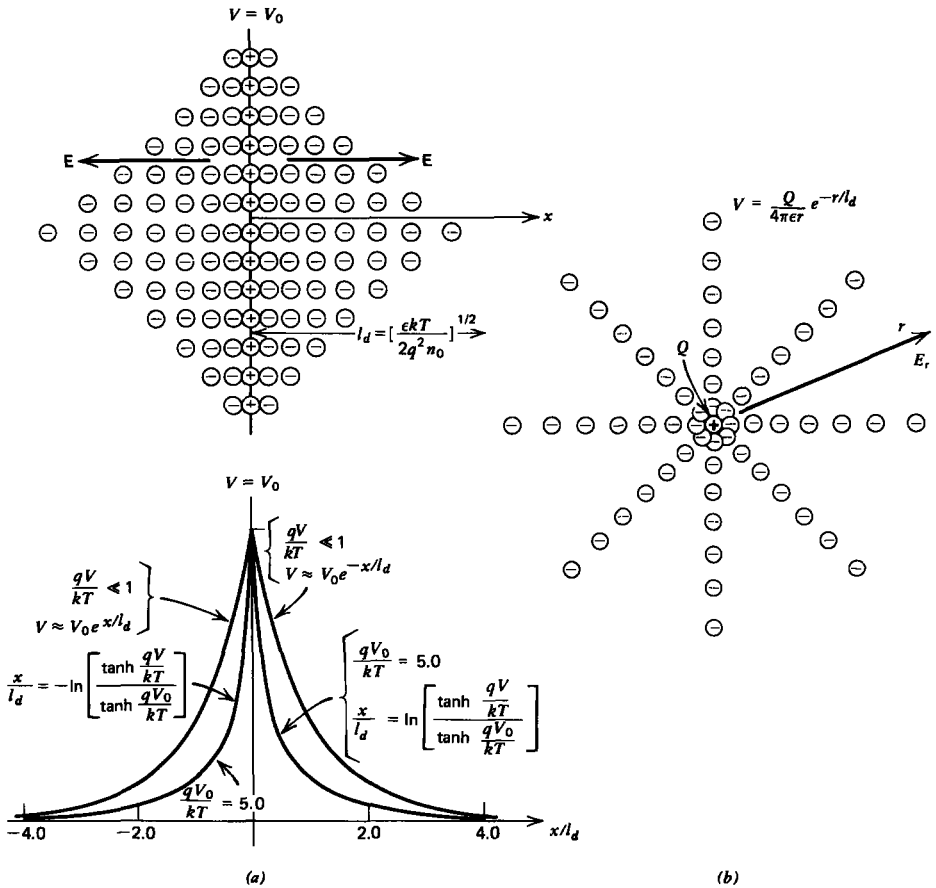 V = V₀
E
E
x
l_d = [εkT / 2q²n₀]^1/2
V = V₀
qV/kT ≪ 1
V ≈ V₀e^−x/l_d
qV/kT ≪ 1
V ≈ V₀e^x/l_d
x/l_d = −ln [tanh qV/kT / tanh qV₀/kT]
qV₀/kT = 5.0
x/l_d = ln [tanh qV/kT / tanh qV₀/kT]
qV₀/kT = 5.0
−4.0
−2.0
2.0
4.0
x/l_d
(a)
V = Q/4πεr e^−r/l_d
Q
r
E_r
(b)